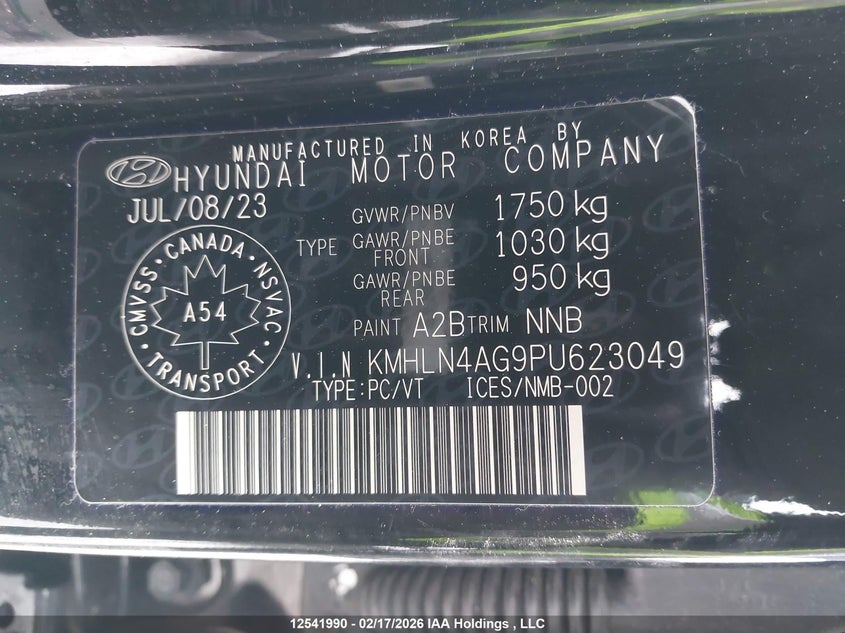 MANUFACTURED IN KOREA BY
HYUNDAI MOTOR COMPANY
JUL/08/23
GVWR/PNBV 1750 kg
TYPE GAWR/PNBE FRONT 1030 kg
GAWR/PNBE REAR 950 kg
PAINT A2B TRIM NNB
CMVSS • CANADA • NSVAC • TRANSPORT •
A54
V.I.N KMHLN4AG9PU623049
TYPE:PC/VT ICES/NMB-002
12541990 - 02/17/2026 IAA Holdings , LLC